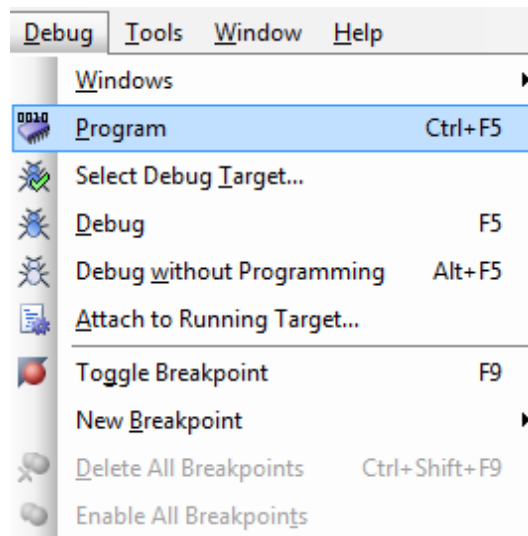 Debug Tools Window Help
Windows
0010
Program Ctrl+F5
Select Debug Target...
Debug F5
Debug without Programming Alt+F5
Attach to Running Target...
Toggle Breakpoint F9
New Breakpoint
Delete All Breakpoints Ctrl+Shift+F9
Enable All Breakpoints